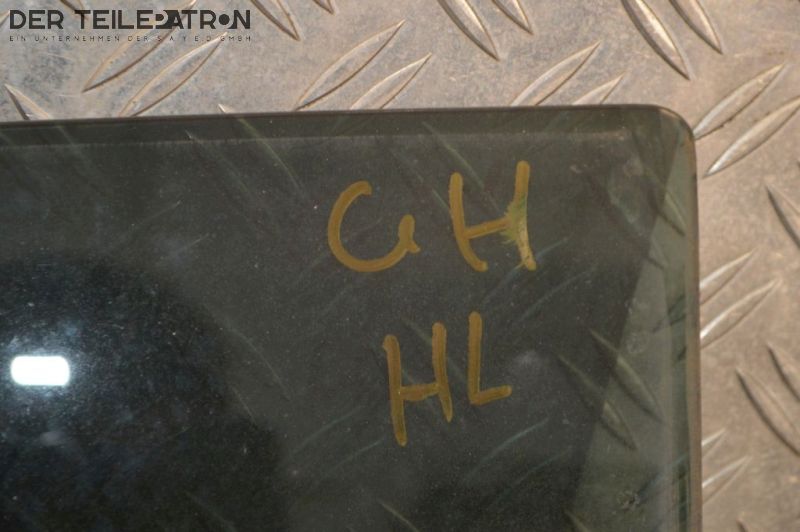 DER TEILEPATRON
EIN UNTERNEHMEN DER S A Y E D GMBH
GH
HL